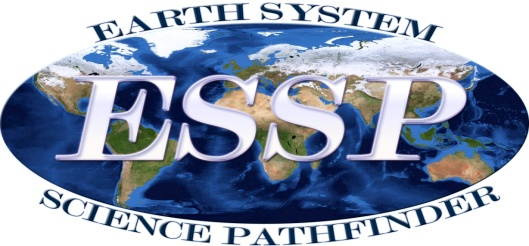 EARTH SYSTEM
ESSP
SCIENCE PATHFINDER